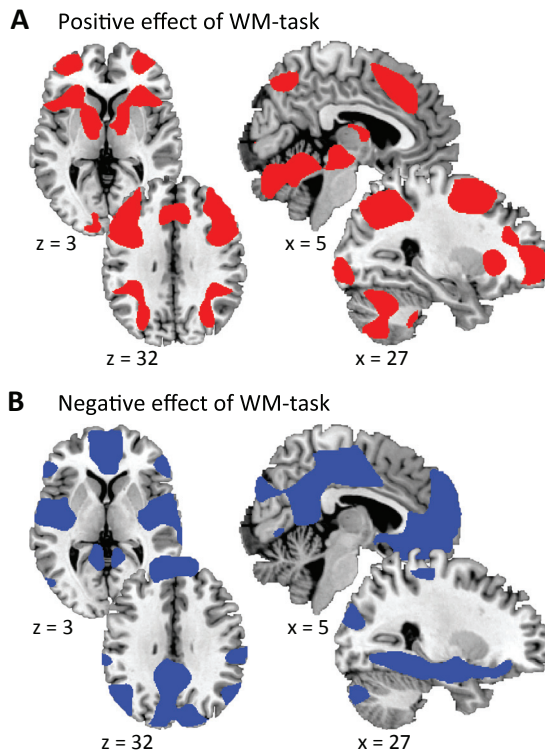 A Positive effect of WM-task
z = 3
x = 5
z = 32
x = 27
B Negative effect of WM-task
z = 3
x = 5
z = 32
x = 27